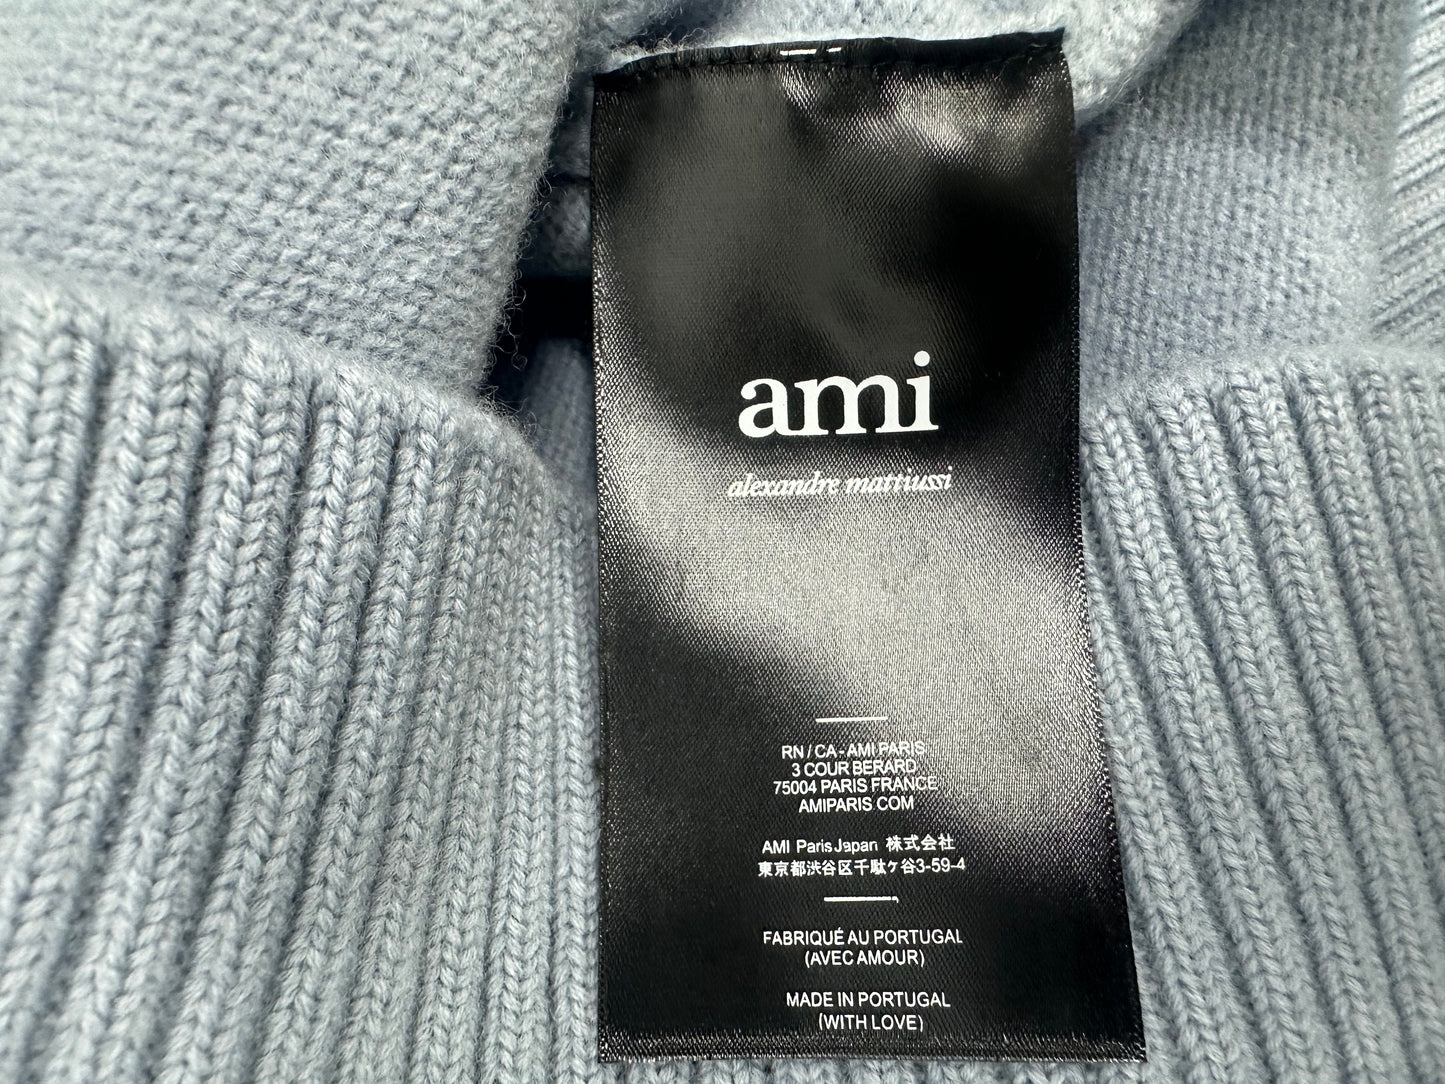 ami
alexandre mattiussi
RN / CA - AMI PARIS
3 COUR BERARD
75004 PARIS FRANCE
AMIPARIS.COM
AMI Paris Japan 株式会社
東京都渋谷区千駄ヶ谷3-59-4
FABRIQUÉ AU PORTUGAL
(AVEC AMOUR)
MADE IN PORTUGAL
(WITH LOVE)